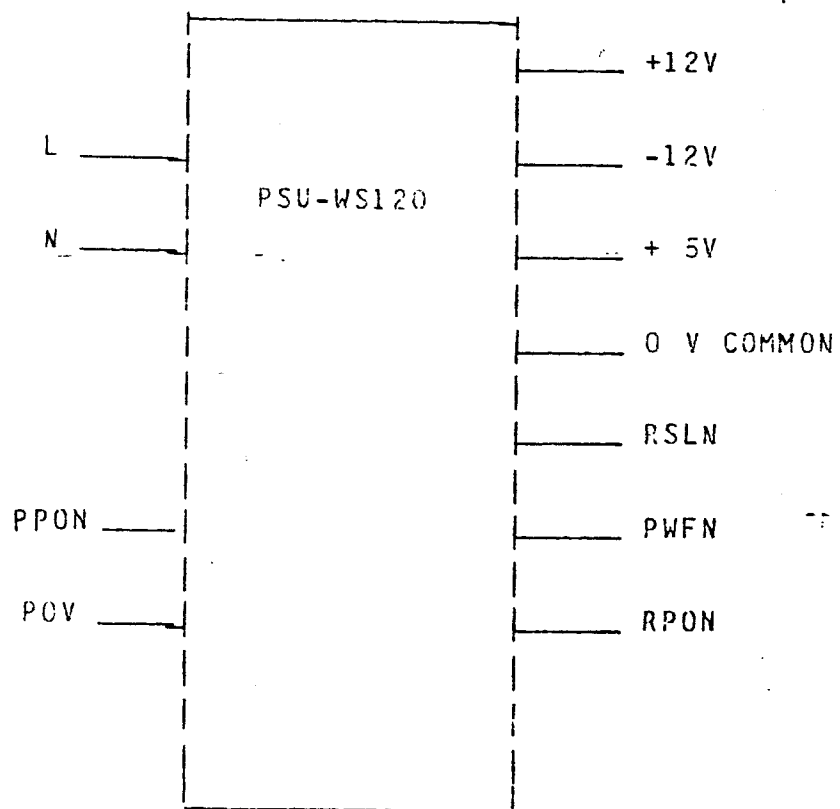 +12V
L
-12V
PSU-WS120
N
+ 5V
0 V COMMON
RSLN
PPON
PWFN
POV
RPON